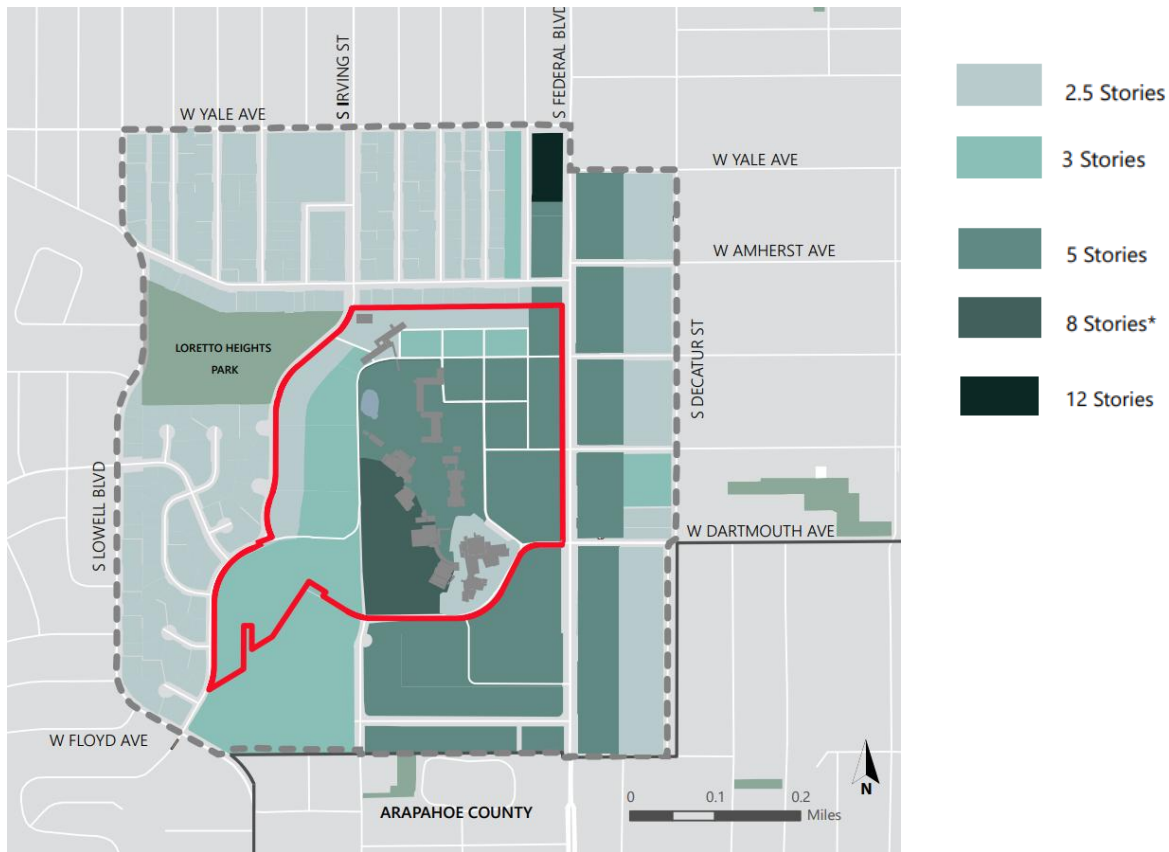 S IRVING ST
S FEDERAL BLVD
W YALE AVE
W YALE AVE
W AMHERST AVE
LORETTO HEIGHTS
PARK
S DECATUR ST
S LOWELL BLVD
W DARTMOUTH AVE
W FLOYD AVE
ARAPAHOE COUNTY
0
0.1
0.2
Miles
N
2.5 Stories
3 Stories
5 Stories
8 Stories*
12 Stories